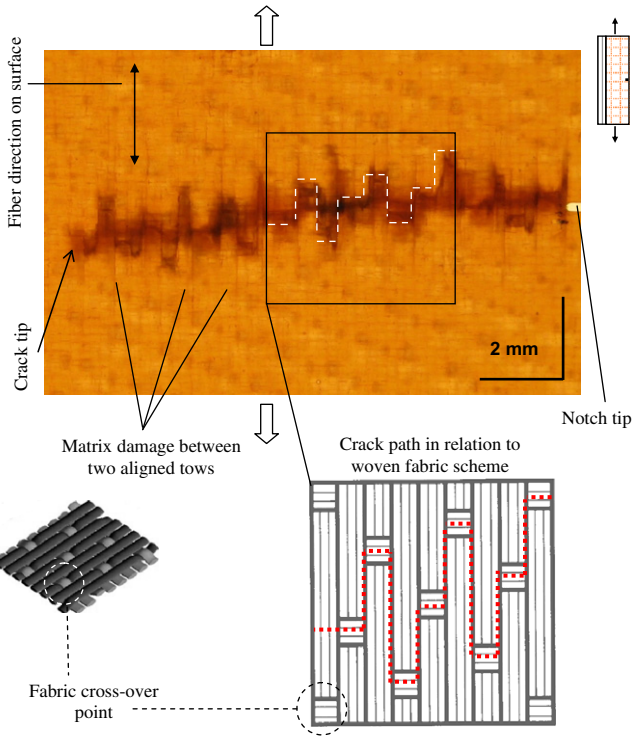 Fiber direction on surface
Crack tip
2 mm
Notch tip
Matrix damage between
two aligned tows
Crack path in relation to
woven fabric scheme
Fabric cross-over
point